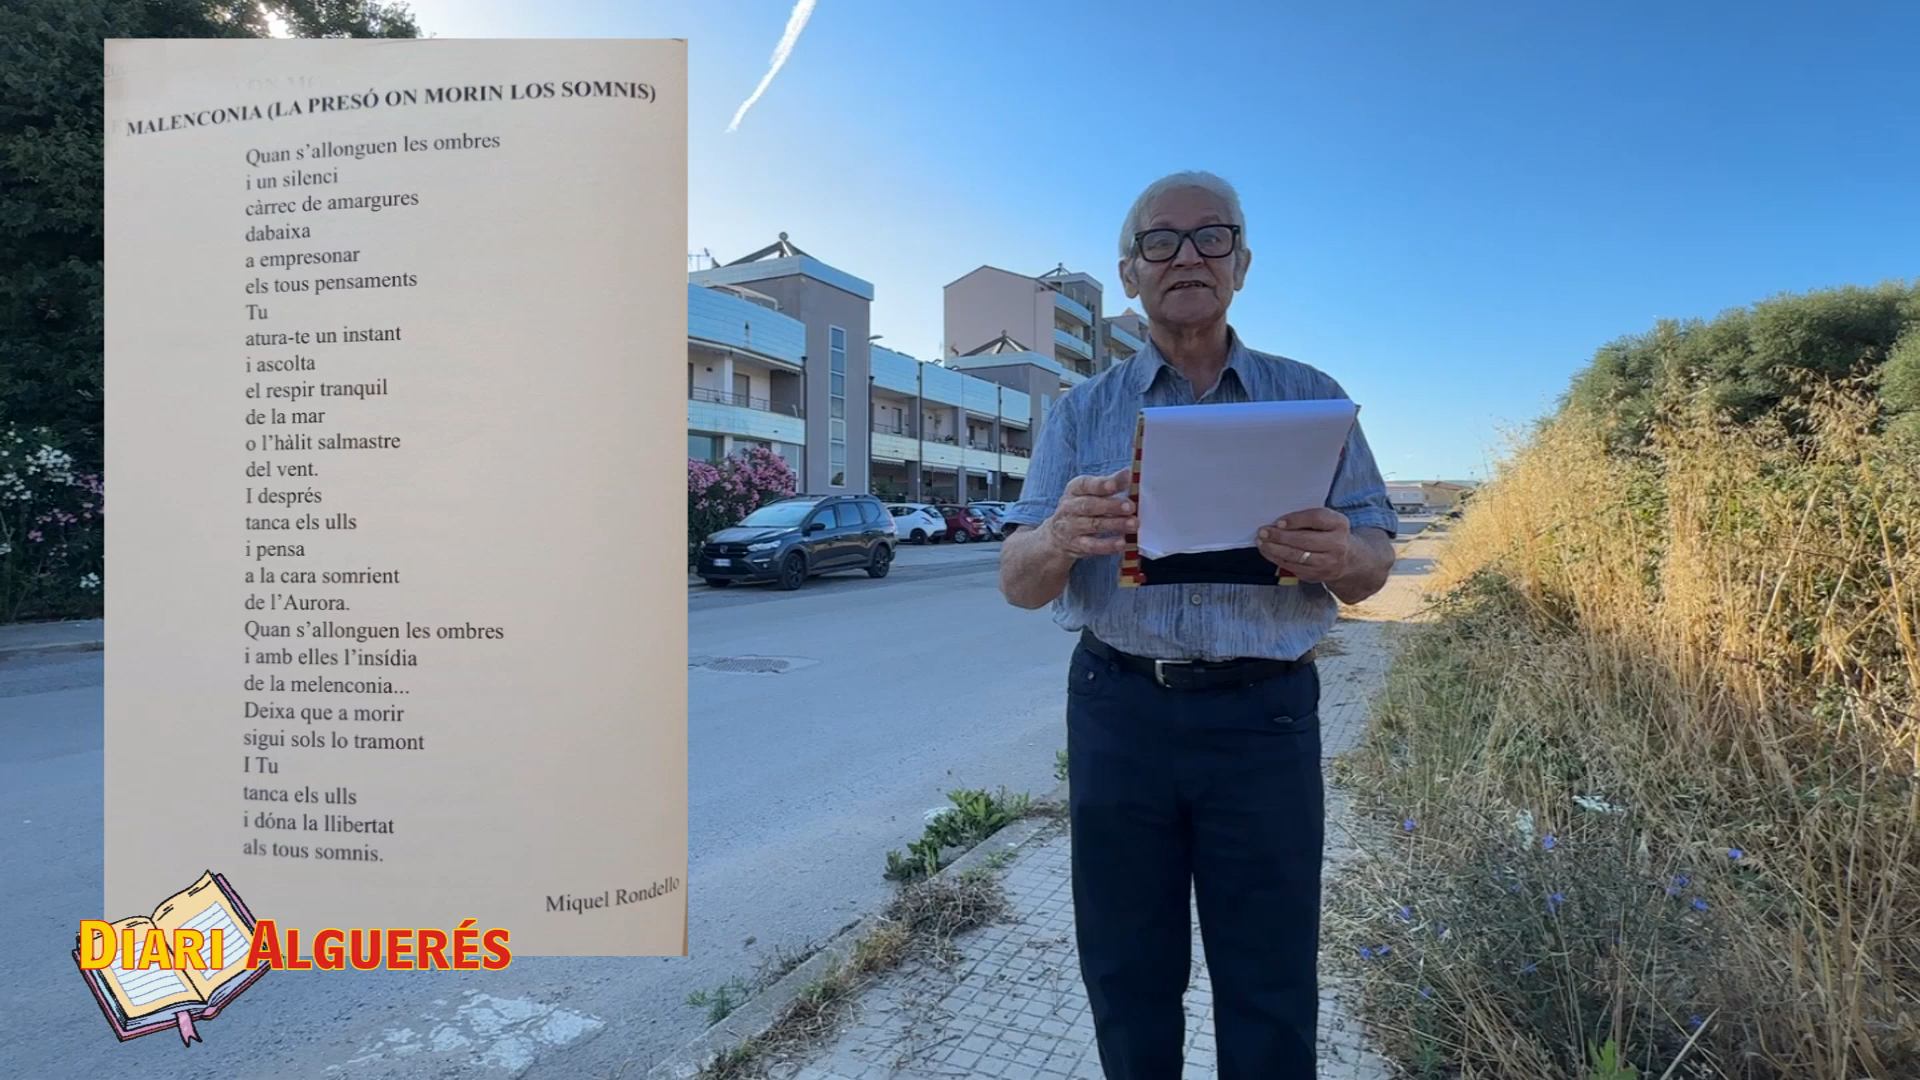 MALENCONIA (LA PRESÓ ON MORIN LOS SOMNIS)
Quan s’allonguen les ombres
i un silenci
càrrec de amargures
dabaixa
a empresonar
els tous pensaments
Tu
atura-te un instant
i ascolta
el respir tranquil
de la mar
o l’hàlit salmastre
del vent.
I després
tanca els ulls
i pensa
a la cara somrient
de l’Aurora.
Quan s’allonguen les ombres
i amb elles l’insídia
de la melenconia...
Deixa que a morir
sigui sols lo tramont
I Tu
tanca els ulls
i dóna la llibertat
als tous somnis.
Miquel Rondello
DIARI ALGUERÉS